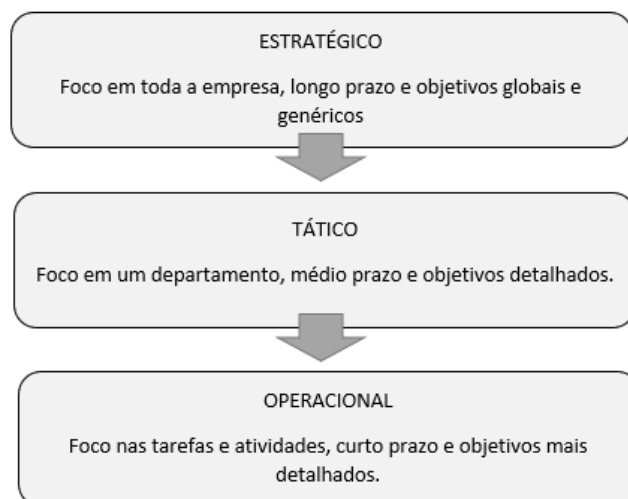 ESTRATÉGICO
Foco em toda a empresa, longo prazo e objetivos globais e
genéricos
TÁTICO
Foco em um departamento, médio prazo e objetivos detalhados.
OPERACIONAL
Foco nas tarefas e atividades, curto prazo e objetivos mais
detalhados.